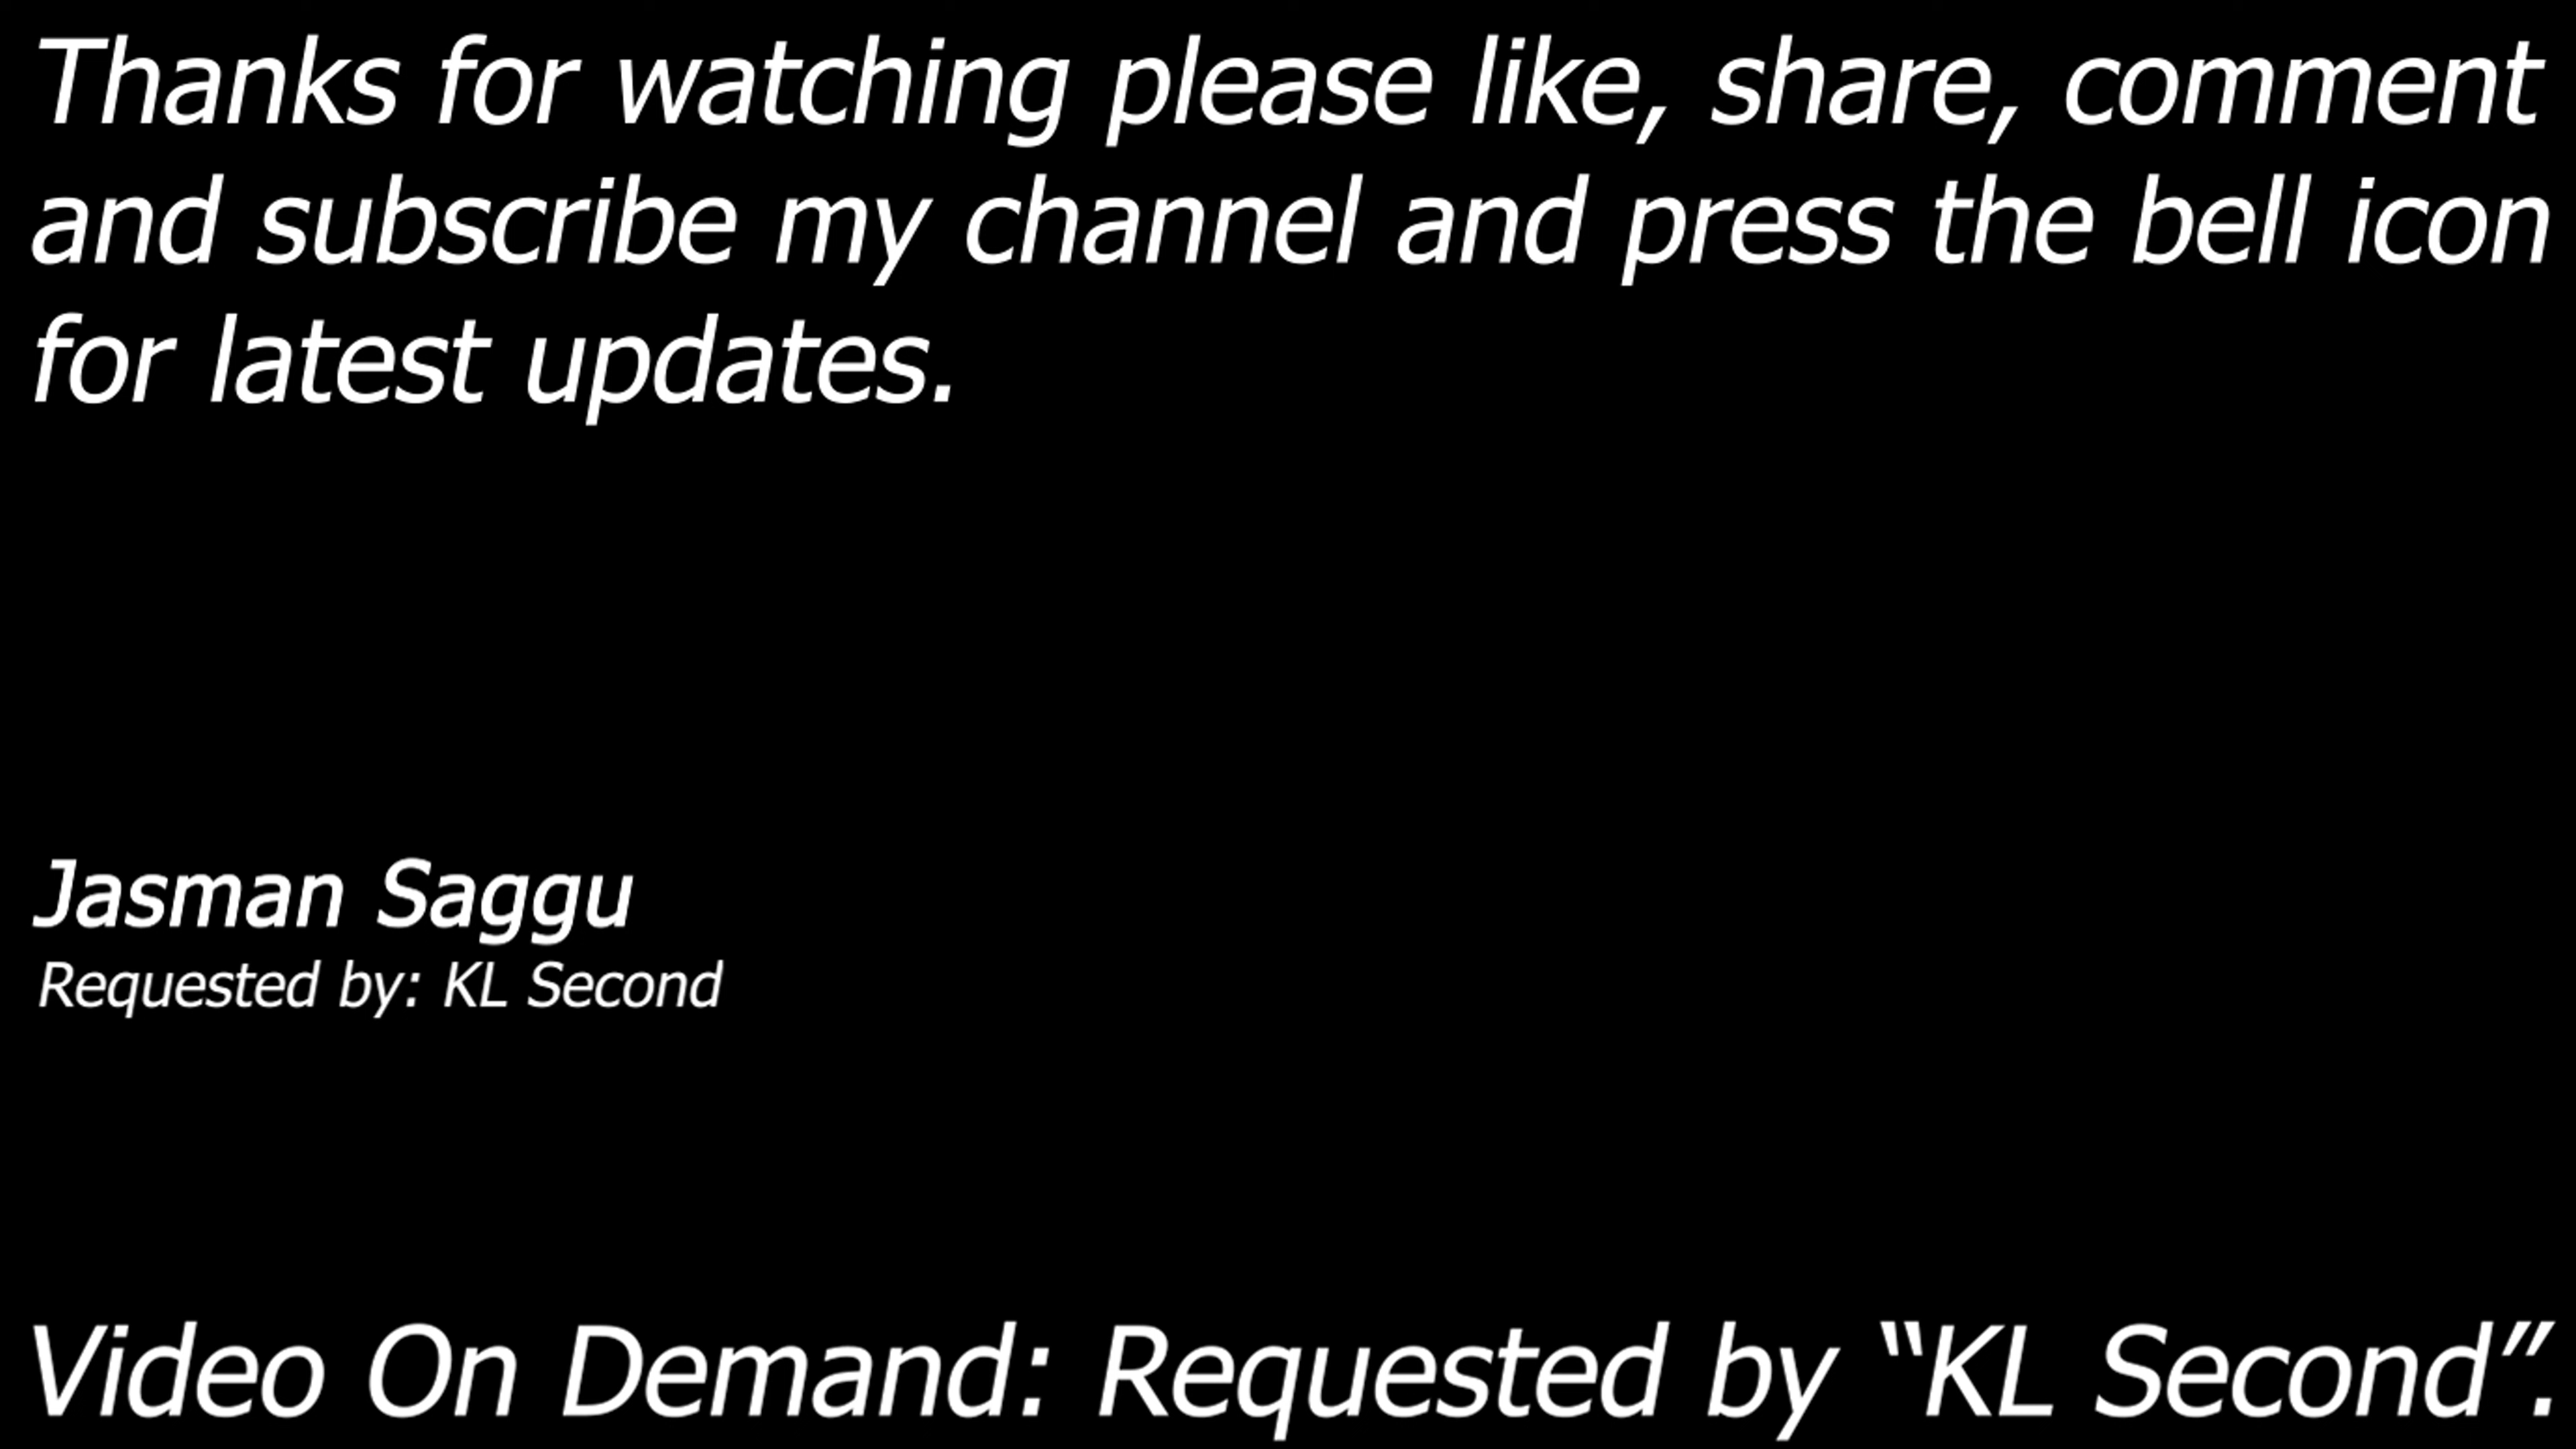 Thanks for watching please like, share, comment
and subscribe my channel and press the bell icon
for latest updates.
Jasman Saggu
Requested by: KL Second
Video On Demand: Requested by “KL Second”.